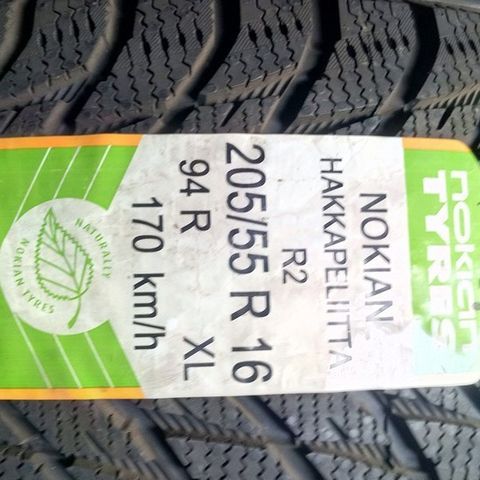 nokian
TYRES
NOKIAN
HAKKAPELIITTA
R2
205/55 R 16
94 R XL
170 km/h
NATURALLY
NOKIAN TYRES